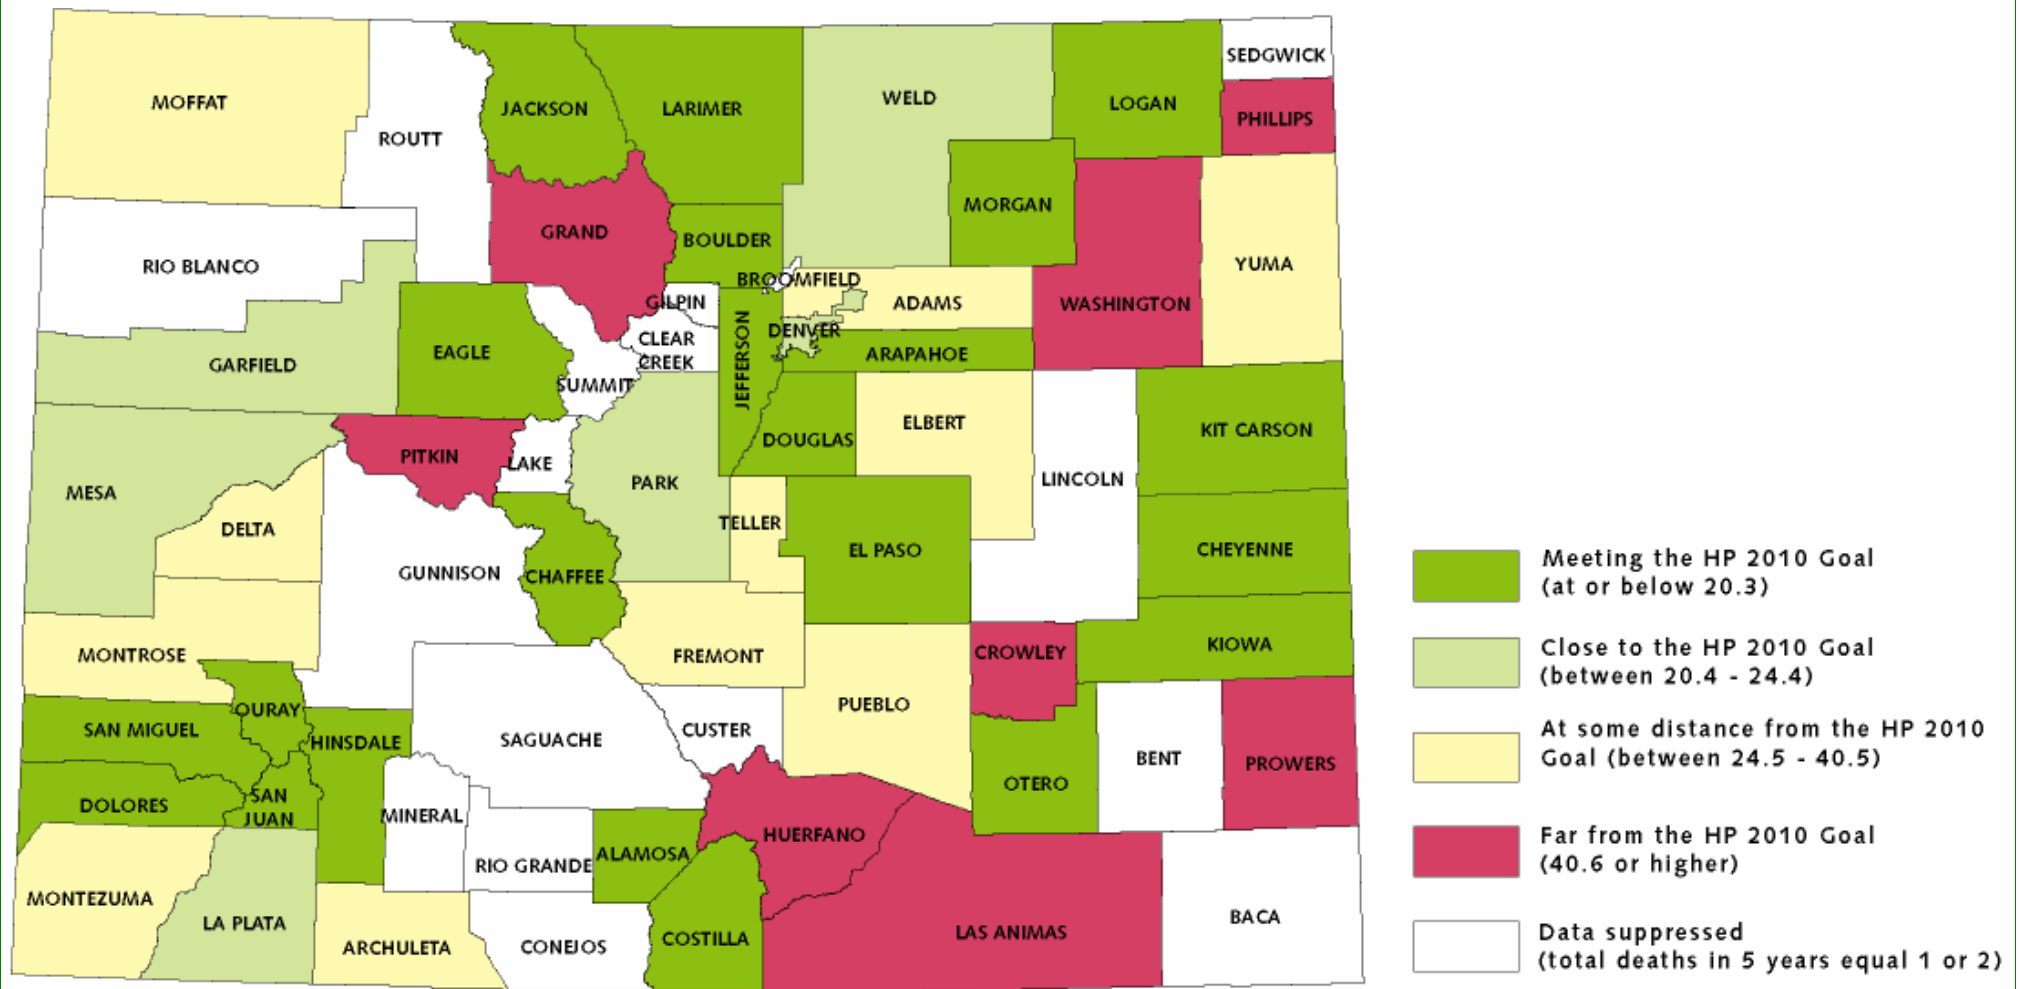 SEDGWICK
MOFFAT
ROUTT
JACKSON
LARIMER
WELD
LOGAN
PHILLIPS
RIO BLANCO
GRAND
BOULDER
MORGAN
WASHINGTON
YUMA
BROOMFIELD
GILPIN
ADAMS
CLEAR
CREEK
DENVER
ARAPAHOE
JEFFERSON
GARFIELD
EAGLE
SUMMIT
MESA
PITKIN
LAKE
PARK
DOUGLAS
ELBERT
LINCOLN
KIT CARSON
DELTA
GUNNISON
CHAFFEE
TELLER
EL PASO
CHEYENNE
MONTROSE
FREMONT
CROWLEY
KIOWA
OURAY
SAN MIGUEL
HINSDALE
SAGUACHE
CUSTER
PUEBLO
OTERO
BENT
PROWERS
DOLORES
SAN
JUAN
MINERAL
RIO GRANDE
ALAMOSA
HUERFANO
MONTEZUMA
LA PLATA
ARCHULETA
CONEJOS
COSTILLA
LAS ANIMAS
BACA
Meeting the HP 2010 Goal
(at or below 20.3)
Close to the HP 2010 Goal
(between 20.4 - 24.4)
At some distance from the HP 2010
Goal (between 24.5 - 40.5)
Far from the HP 2010 Goal
(40.6 or higher)
Data suppressed
(total deaths in 5 years equal 1 or 2)